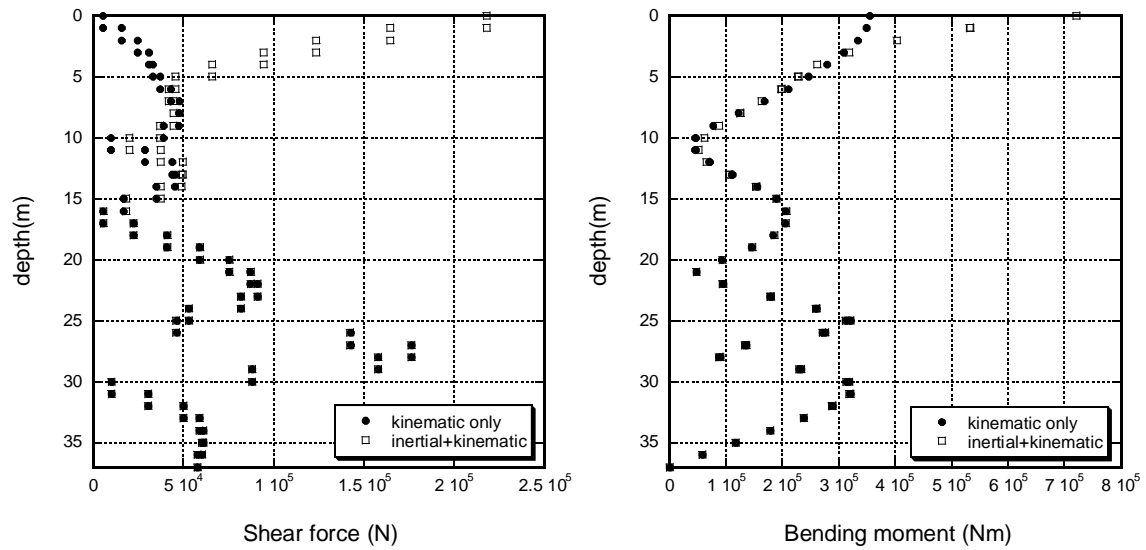 0
5
10
15
20
25
30
35
depth(m)
kinematic only
inertial+kinematic
0 5 10⁴ 1 10⁵ 1.5 10⁵ 2 10⁵ 2.5 10⁵
Shear force (N)
0
5
10
15
20
25
30
35
depth(m)
kinematic only
inertial+kinematic
0 1 10⁵ 2 10⁵ 3 10⁵ 4 10⁵ 5 10⁵ 6 10⁵ 7 10⁵ 8 10⁵
Bending moment (Nm)